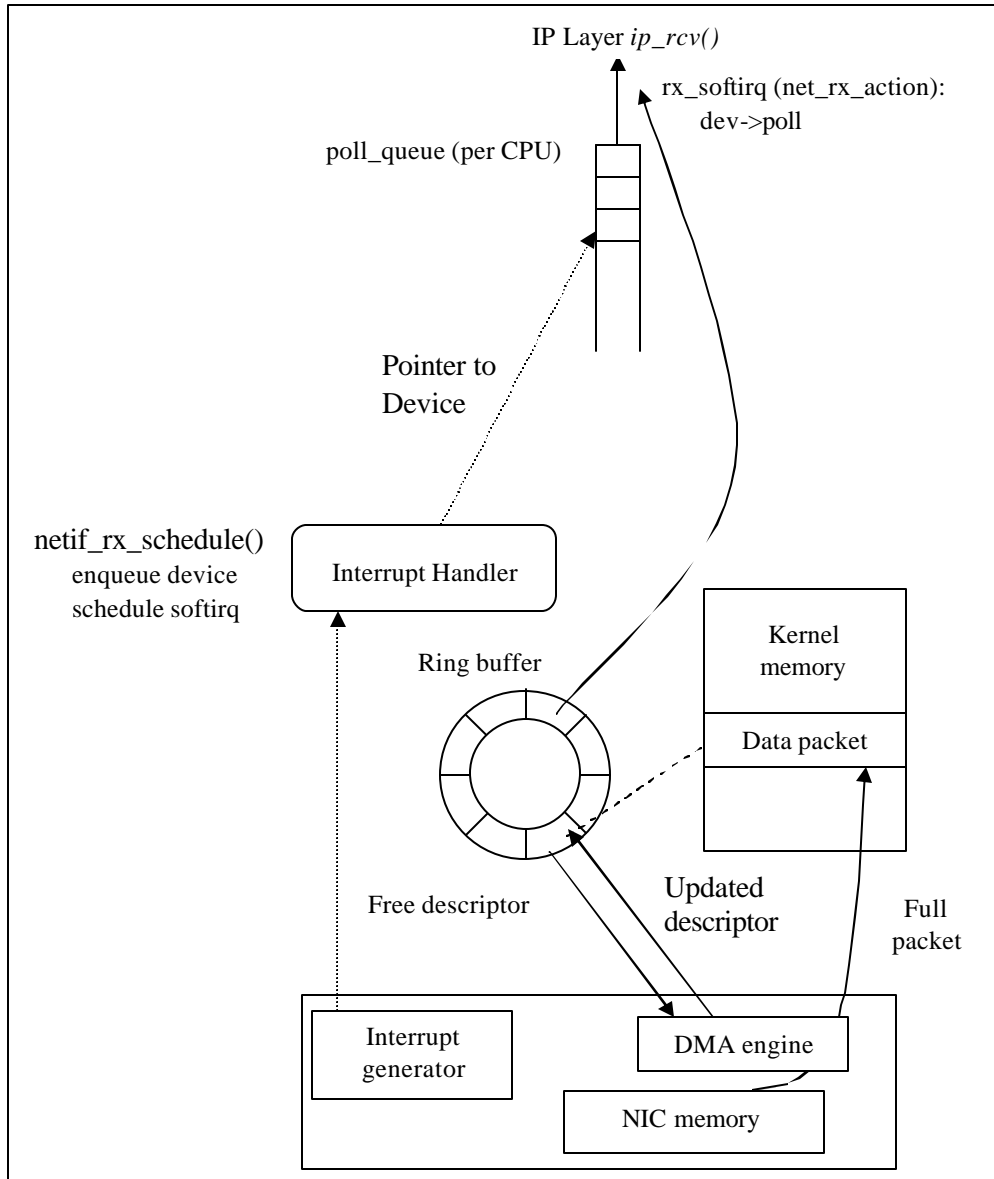 IP Layer ip_rcv()
rx_softirq (net_rx_action):
dev->poll
poll_queue (per CPU)
Pointer to
Device
netif_rx_schedule()
enqueue device
schedule softirq
Interrupt Handler
Ring buffer
Kernel
memory
Data packet
Free descriptor
Updated
descriptor
Full
packet
Interrupt
generator
DMA engine
NIC memory